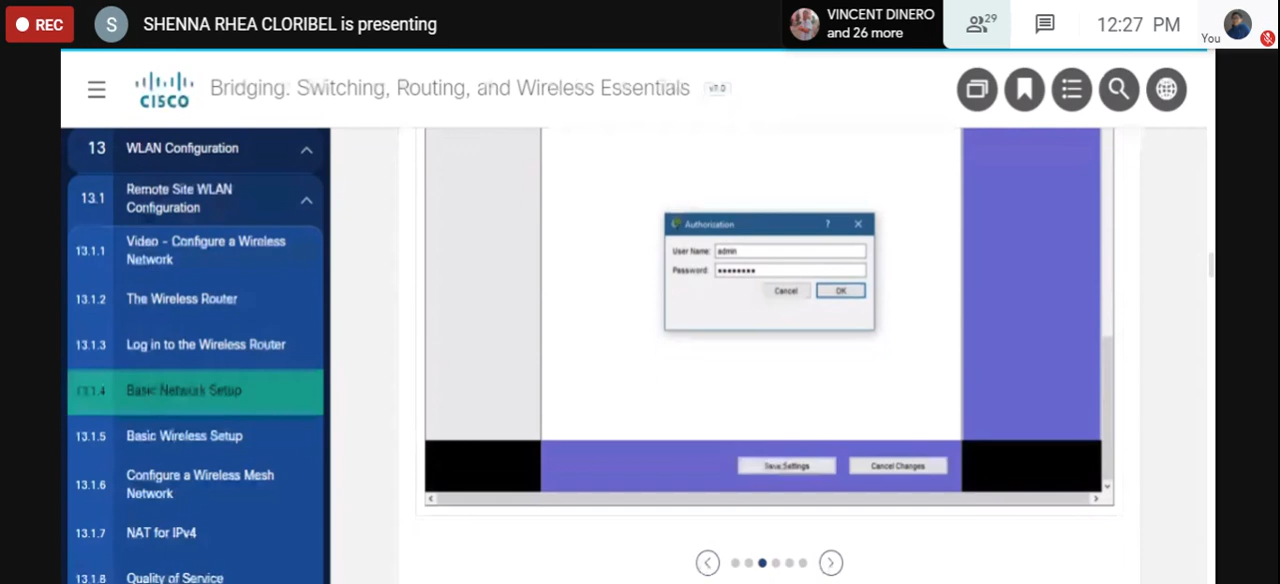 REC
S
SHENNA RHEA CLORIBEL is presenting
VINCENT DINERO
and 26 more
29
12:27 PM
You
CISCO
Bridging. Switching, Routing, and Wireless Essentials
v7.0
13 WLAN Configuration
13.1 Remote Site WLAN
Configuration
13.1.1 Video - Configure a Wireless
Network
13.1.2 The Wireless Router
13.1.3 Log in to the Wireless Router
13.1.4 Basic Network Setup
13.1.5 Basic Wireless Setup
13.1.6 Configure a Wireless Mesh
Network
13.1.7 NAT for IPv4
13.1.8 Quality of Service
Authorization
?
User Name: admin
Password:
Cancel OK
Save Settings Cancel Changes